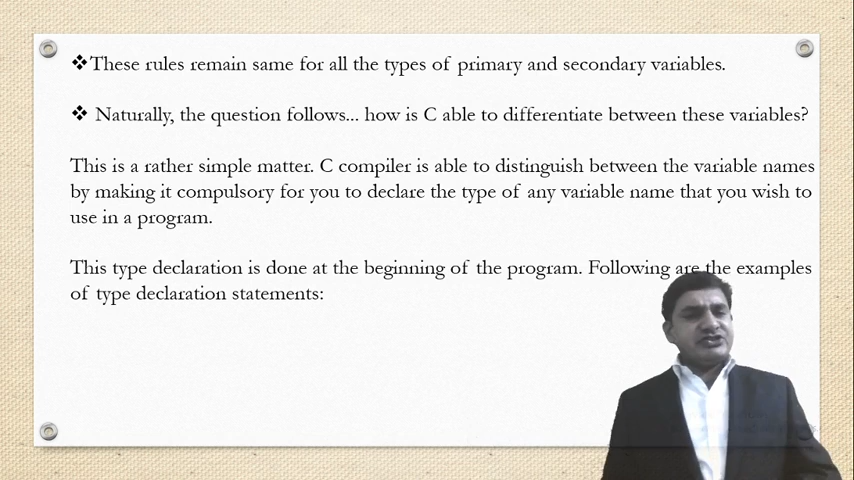 ❖These rules remain same for all the types of primary and secondary variables.
❖ Naturally, the question follows... how is C able to differentiate between these variables?
This is a rather simple matter. C compiler is able to distinguish between the variable names
by making it compulsory for you to declare the type of any variable name that you wish to
use in a program.
This type declaration is done at the beginning of the program. Following are the examples
of type declaration statements: